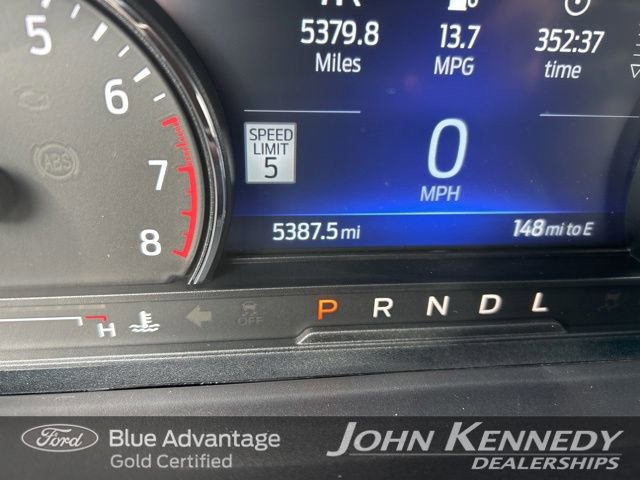 5
6
7
8
ABS
5379.8
Miles
13.7
MPG
352:37
time
SPEED
LIMIT
5
0
MPH
5387.5 mi
148 mi to E
H
OFF
P R N D L
Ford
Blue Advantage
Gold Certified
JOHN KENNEDY
DEALERSHIPS